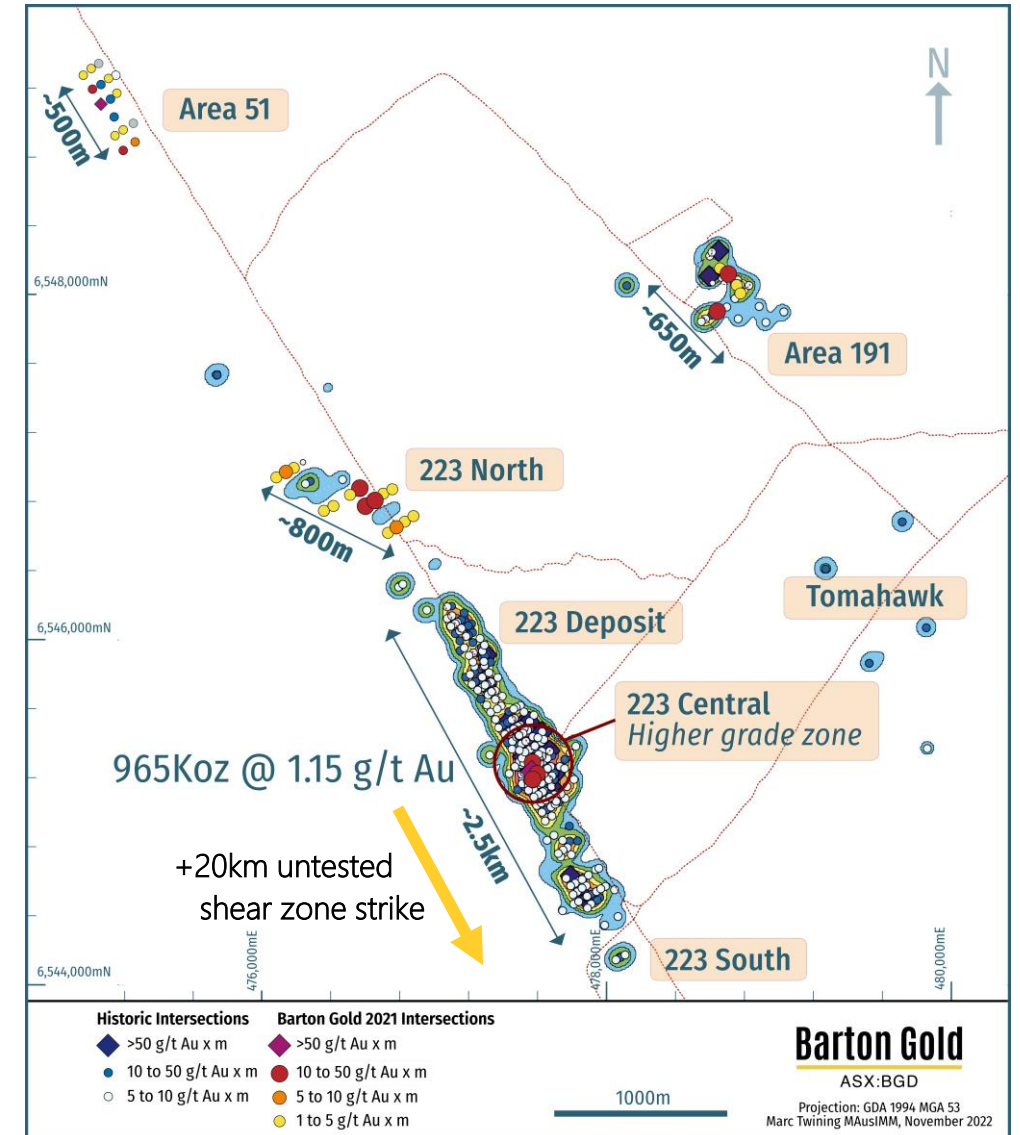 N
Area 51
~500m
6,548,000mN
~650m
Area 191
223 North
~800m
Tomahawk
223 Deposit
6,546,000mN
223 Central
Higher grade zone
965Koz @ 1.15 g/t Au
~2.5km
+20km untested
shear zone strike
476,000mE
478,000mE
480,000mE
223 South
6,544,000mN
Historic Intersections
>50 g/t Au x m
10 to 50 g/t Au x m
5 to 10 g/t Au x m
Barton Gold 2021 Intersections
>50 g/t Au x m
10 to 50 g/t Au x m
5 to 10 g/t Au x m
1 to 5 g/t Au x m
1000m
Barton Gold
ASX:BGD
Projection: GDA 1994 MGA 53
Marc Twining MAusIMM, November 2022